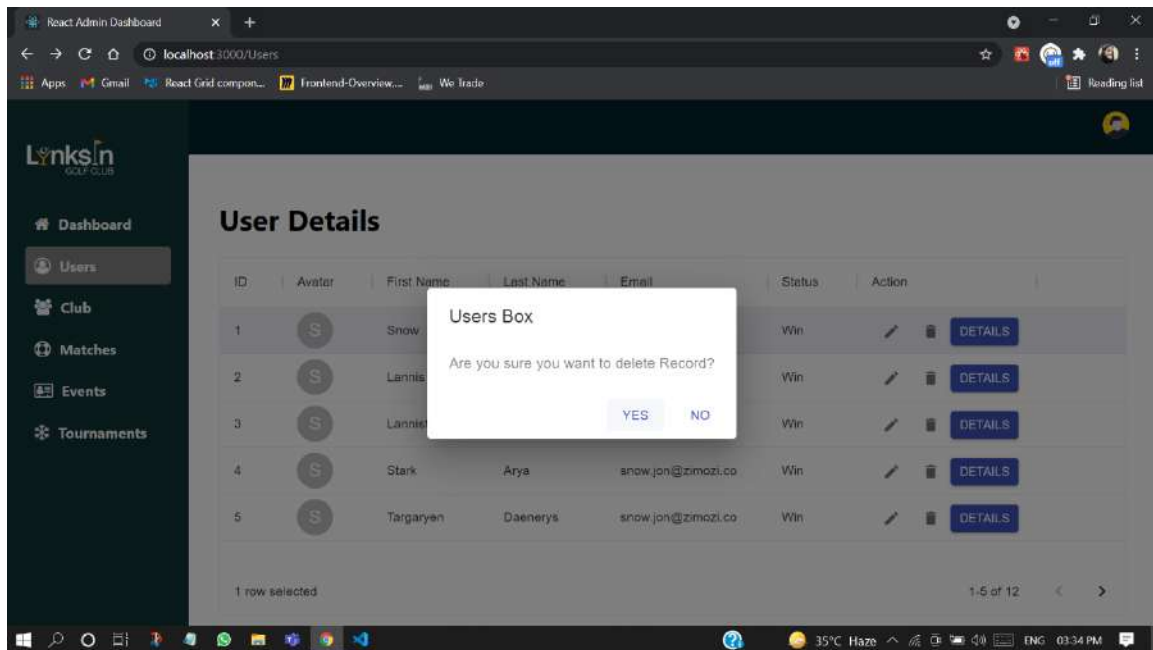 React Admin Dashboard
localhost:3000/Users
Apps Gmail React Grid compon... Frontend-Overview.... We Trade Reading list
LynksIn
GOLF CLUB
Dashboard
Users
Club
Matches
Events
Tournaments
User Details
ID Avatar First Name Last Name Email Status Action
1 S Snow Win DETAILS
2 S Lannis Win DETAILS
3 S Lannist Win DETAILS
4 S Stark Arya snow.jon@zimozi.co Win DETAILS
5 S Targaryen Daenerys snow.jon@zimozi.co Win DETAILS
1 row selected 1-5 of 12
Users Box
Are you sure you want to delete Record?
YES NO
35°C Haze ENG 03:34 PM